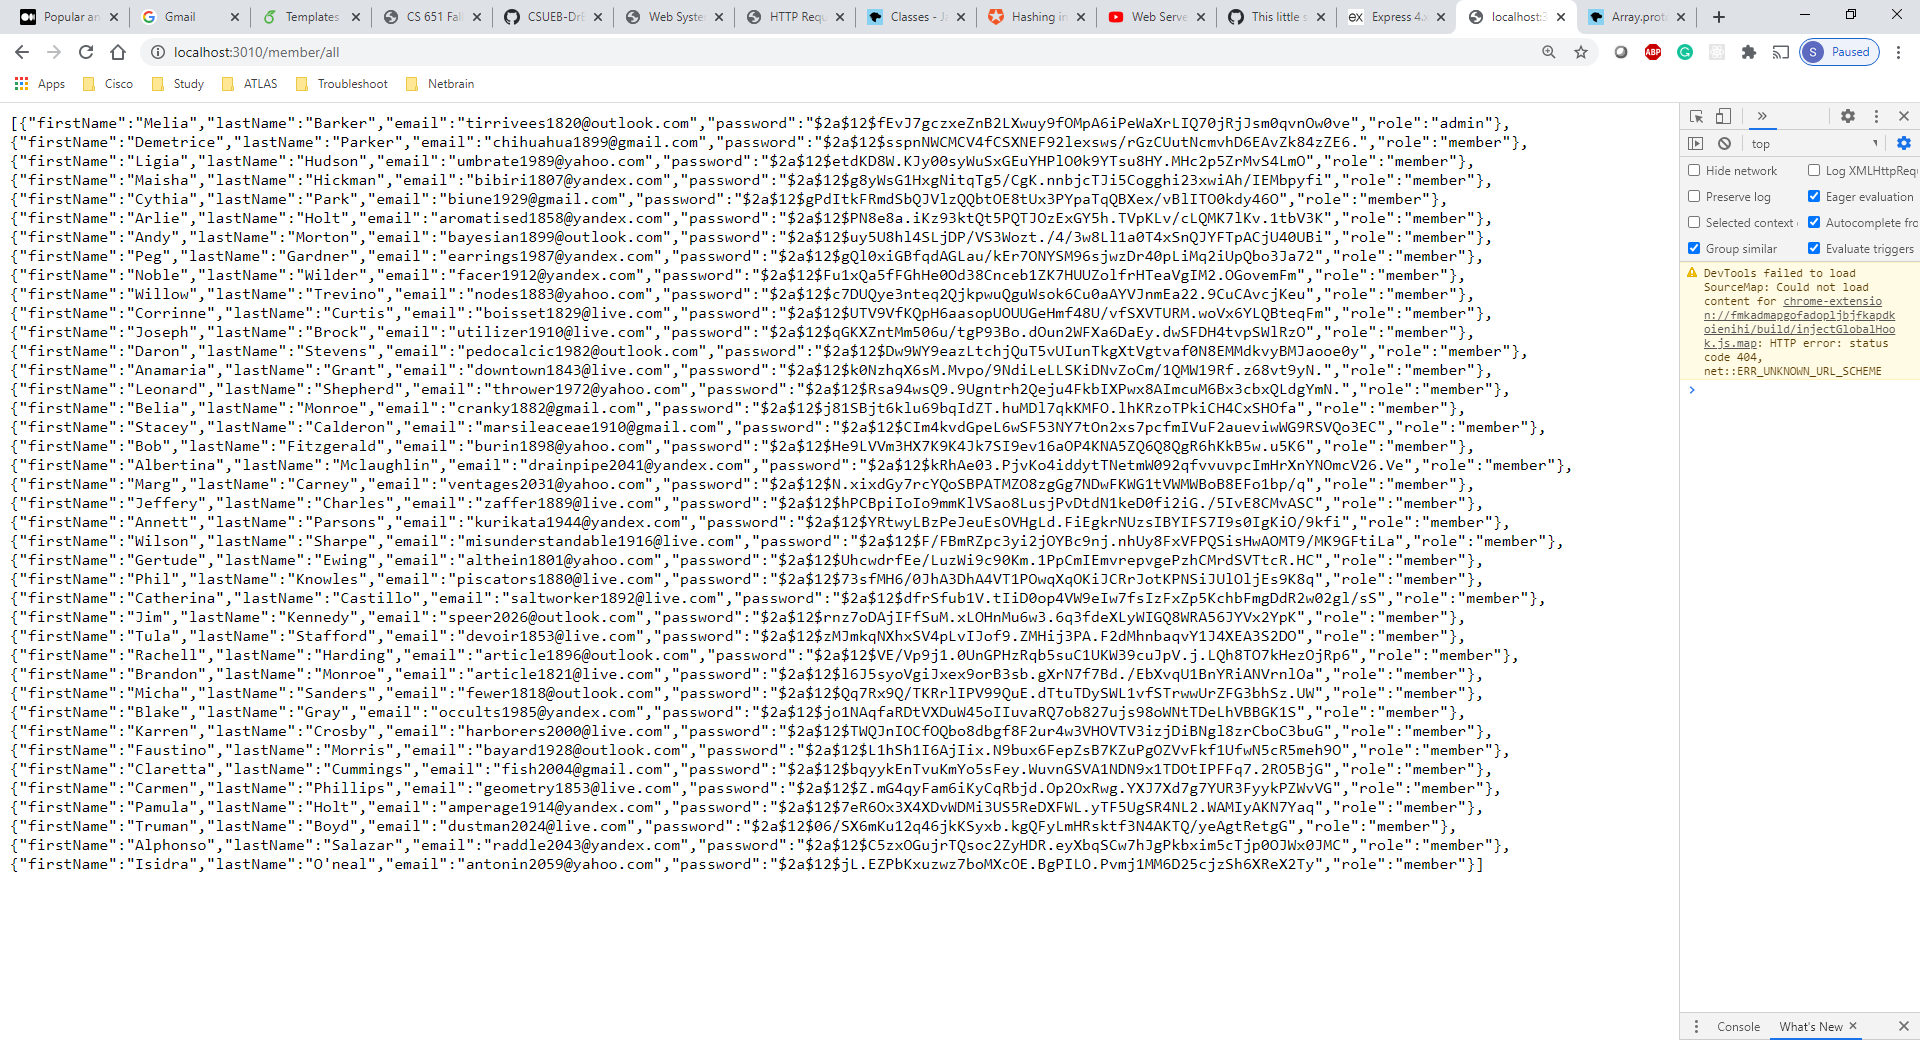 Popular an
Gmail
Templates
CS 651 Fall
CSUEB-DrE
Web Syster
HTTP Requ
Classes - Ja
Hashing in
Web Serve
This little s
Express 4.x
localhost:3
Array.proto
localhost:3010/member/all
ABP
S Paused
Apps Cisco Study ATLAS Troubleshoot Netbrain
[{"firstName":"Melia","lastName":"Barker","email":"tirrivees1820@outlook.com","password":"$2a$12$fEvJ7gczxeZnB2LXwuy9fOMpA6iPeWaXrLIQ70jRjJsm0qvnOw0ve","role":"admin"},
{"firstName":"Demetrice","lastName":"Parker","email":"chihuahua1899@gmail.com","password":"$2a$12$sspnNWCMCV4fCSXNEF92lexsws/rGzCUutNcmvhD6EAvZk84zZE6.","role":"member"},
{"firstName":"Ligia","lastName":"Hudson","email":"umbrate1989@yahoo.com","password":"$2a$12$etdKD8W.KJy00syWuSxGEuYHPlO0k9YTsu8HY.MHc2p5ZrMvS4LmO","role":"member"},
{"firstName":"Maisha","lastName":"Hickman","email":"bibiri1807@yandex.com","password":"$2a$12$g8yWsG1HxgNitqTg5/CgK.nnbjcTJi5Cogghi23xwiAh/IEMbpyfi","role":"member"},
{"firstName":"Cythia","lastName":"Park","email":"biune1929@gmail.com","password":"$2a$12$gPdItkFRmdSbQJVlzQQbtOE8tUx3PYpaTqQBXex/vBlITO0kdy46O","role":"member"},
{"firstName":"Arlie","lastName":"Holt","email":"aromatised1858@yandex.com","password":"$2a$12$PN8e8a.iKz93ktQt5PQTJOzExGY5h.TVpKLv/cLQMK7lKv.1tbV3K","role":"member"},
{"firstName":"Andy","lastName":"Morton","email":"bayesian1899@outlook.com","password":"$2a$12$uy5U8hl4SLjDP/VS3Wozt./4/3w8Ll1a0T4xSnQJYFTpACjU40UBi","role":"member"},
{"firstName":"Peg","lastName":"Gardner","email":"earrings1987@yandex.com","password":"$2a$12$gQl0xiGBfqdAGLau/kEr7ONYSM96sjwzDr40pLiMq2iUpQbo3Ja72","role":"member"},
{"firstName":"Noble","lastName":"Wilder","email":"facer1912@yandex.com","password":"$2a$12$Fu1xQa5fFGhHe0Od38Cnceb1ZK7HUUZolfrHTeaVgIM2.OGovemFm","role":"member"},
{"firstName":"Willow","lastName":"Trevino","email":"nodes1883@yandex.com","password":"$2a$12$c7DUQye3nteq2QjkpwuQguWsok6Cu0aAYVJnmEa22.9CuCAvcjKeu","role":"member"},
{"firstName":"Corrinne","lastName":"Curtis","email":"boisset1829@live.com","password":"$2a$12$UTV9VfKQpH6aasopUOUUGeHmf48U/vfSXVTURM.woVx6YLQBteqFm","role":"member"},
{"firstName":"Joseph","lastName":"Brock","email":"utilizer1910@live.com","password":"$2a$12$qGKXZntMm506u/tgP93Bo.dOun2WFXa6DaEy.dwSFDH4tvpSWlRzO","role":"member"},
{"firstName":"Daron","lastName":"Stevens","email":"pedocalcic1982@outlook.com","password":"$2a$12$Dw9WY9eazLtchjQuT5vUIunTkgXtVgtvaf0N8EMMdkvyBMJaooe0y","role":"member"},
{"firstName":"Anamaria","lastName":"Grant","email":"downtown1843@live.com","password":"$2a$12$k0NzhqX6sM.Mvpo/9NdiLeLLSKiDNvZoCm/1QMW19Rf.z68vt9yN.","role":"member"},
{"firstName":"Leonard","lastName":"Shepherd","email":"thrower1972@yahoo.com","password":"$2a$12$Rsa94wsQ9.9Ugntrh2Qeju4FkbIXPwx8AImcuM6Bx3cbxQLdgYmN.","role":"member"},
{"firstName":"Belia","lastName":"Monroe","email":"cranky1882@gmail.com","password":"$2a$12$j81SBjt6klu69bqIdZT.huMDl7qkKMFO.lhKRzoTPkiCH4CxSHOfa","role":"member"},
{"firstName":"Stacey","lastName":"Calderon","email":"marsileaceae1910@gmail.com","password":"$2a$12$CIm4kvdGpeL6wSF53NY7tOn2xs7pcfmIVuF2aueviwWG9RSVQo3EC","role":"member"},
{"firstName":"Bob","lastName":"Fitzgerald","email":"burin1898@yahoo.com","password":"$2a$12$He9LVVm3HX7K9K4Jk7SI9ev16aOP4KNA5ZQ6Q8QgR6hKkB5w.u5K6","role":"member"},
{"firstName":"Albertina","lastName":"Mclaughlin","email":"drainpipe2041@yandex.com","password":"$2a$12$kRhAe03.PjvKo4iddytTNetmW092qfvvuvpcImHrXnYNOmcV26.Ve","role":"member"},
{"firstName":"Marg","lastName":"Carney","email":"ventages2031@yahoo.com","password":"$2a$12$N.xixdGy7rcYQoSBPATMZO8zgGg7NDwFKWG1tVWMWBoB8EFo1bp/q","role":"member"},
{"firstName":"Jeffery","lastName":"Charles","email":"zaffer1889@live.com","password":"$2a$12$hPCBpiIoIo9mmKlVSao8LusjPvDtdN1keD0fi2iG./5IvE8CMvASC","role":"member"},
{"firstName":"Annett","lastName":"Parsons","email":"kurikata1944@yandex.com","password":"$2a$12$YRtwyLBzPeJeuEsOVHgLd.FiEgkrNUzsIBYIFS7I9s0IgKiO/9kfi","role":"member"},
{"firstName":"Wilson","lastName":"Sharpe","email":"misunderstandable1916@live.com","password":"$2a$12$F/FBmRZpc3yi2jOYBc9nj.nhUy8FxVFPQSisHwAOMT9/MK9GFtiLa","role":"member"},
{"firstName":"Gertude","lastName":"Ewing","email":"althein1801@yahoo.com","password":"$2a$12$UhcwdrfEe/LuzWi9c90Km.1PpCmIEmvrepvgePzhCMrdSVTtcR.HC","role":"member"},
{"firstName":"Phil","lastName":"Knowles","email":"piscators1880@live.com","password":"$2a$12$73sfMH6/0JhA3DhA4VT1POwqXqOKiJCRrJotKPNSiJUlOljEs9K8q","role":"member"},
{"firstName":"Catherina","lastName":"Castillo","email":"saltworker1892@live.com","password":"$2a$12$dfrSfub1V.tIiD0op4VW9eIw7fsIzFxZp5KchbFmgDdR2w02gl/sS","role":"member"},
{"firstName":"Jim","lastName":"Kennedy","email":"speer2026@outlook.com","password":"$2a$12$rnz7oDAjIFfSuM.xLOHnMu6w3.6q3fdeXLyWIGQ8WRA56JYVx2YpK","role":"member"},
{"firstName":"Tula","lastName":"Stafford","email":"devoir1853@live.com","password":"$2a$12$zMJmkqNXhxSV4pLvIJof9.ZMHij3PA.F2dMhnbaqvY1J4XEA3S2DO","role":"member"},
{"firstName":"Rachell","lastName":"Harding","email":"article1896@outlook.com","password":"$2a$12$VE/Vp9j1.0UnGPHzRqb5suC1UKW39cuJpV.j.LQh8TO7kHezOjRp6","role":"member"},
{"firstName":"Brandon","lastName":"Monroe","email":"article1821@live.com","password":"$2a$12$l6J5syoVgiJxex9orB3sb.gXrN7f7Bd./EbXvqU1BnYRiANVrnlOa","role":"member"},
{"firstName":"Micha","lastName":"Sanders","email":"fewer1818@outlook.com","password":"$2a$12$Qq7Rx9Q/TKRrlIPV99QuE.dTtuTDySWL1vfSTrwwUrZFG3bhSz.UW","role":"member"},
{"firstName":"Blake","lastName":"Gray","email":"occults1985@yandex.com","password":"$2a$12$jo1NAqfaRDtVXDuW45oIIuvaRQ7ob827ujs98oWNtTDeLhVBBGK1S","role":"member"},
{"firstName":"Karren","lastName":"Crosby","email":"harborers2000@live.com","password":"$2a$12$TWQJnIOCfOQbo8dbgf8F2ur4w3VHOVTV3izjDiBNgl8zrCboC3buG","role":"member"},
{"firstName":"Faustino","lastName":"Morris","email":"bayard1928@outlook.com","password":"$2a$12$L1hSh1I6AjIix.N9bux6FepZsB7KZuPgOZVvFkf1UfwN5cR5meh9O","role":"member"},
{"firstName":"Claretta","lastName":"Cummings","email":"fish2004@gmail.com","password":"$2a$12$bqyykEnTvuKmYo5sFey.WuvnGSVA1NDN9x1TDOtIPFFq7.2RO5BjG","role":"member"},
{"firstName":"Carmen","lastName":"Phillips","email":"geometry1853@live.com","password":"$2a$12$Z.mG4qyFam6iKyCqRbjd.Op2OxRwg.YXJ7Xd7g7YUR3FyykPZWvVG","role":"member"},
{"firstName":"Pamula","lastName":"Holt","email":"amperage1914@yandex.com","password":"$2a$12$7eR6Ox3X4XDvWDMi3US5ReDXFWL.yTF5UgSR4NL2.WAMIyAKN7Yaq","role":"member"},
{"firstName":"Truman","lastName":"Boyd","email":"dustman2024@live.com","password":"$2a$12$06/SX6mKu12q46jkKSyxb.kgQFyLmHRsktf3N4AKTQ/yeAgtRetgG","role":"member"},
{"firstName":"Alphonso","lastName":"Salazar","email":"raddle2043@yandex.com","password":"$2a$12$C5zxOGujrTQsoc2ZyHDR.eyXbqSCw7hJgPkbxim5cTjp0OJWx0JMC","role":"member"},
{"firstName":"Isidra","lastName":"O'neal","email":"antonin2059@yahoo.com","password":"$2a$12$jL.EZPbKxuzwz7boMXcOE.BgPILO.Pvmj1MM6D25cjzSh6XReX2Ty","role":"member"}]
top
Hide network Log XMLHttpRequ
Preserve log Eager evaluation
Selected context Autocomplete fro
Group similar Evaluate triggers
DevTools failed to load
SourceMap: Could not load
content for chrome-extensio
n://fmkadmapgofadopljbjfkapdk
oienihi/build/injectGlobalHoo
k.js.map: HTTP error: status
code 404,
net::ERR_UNKNOWN_URL_SCHEME
Console What's New